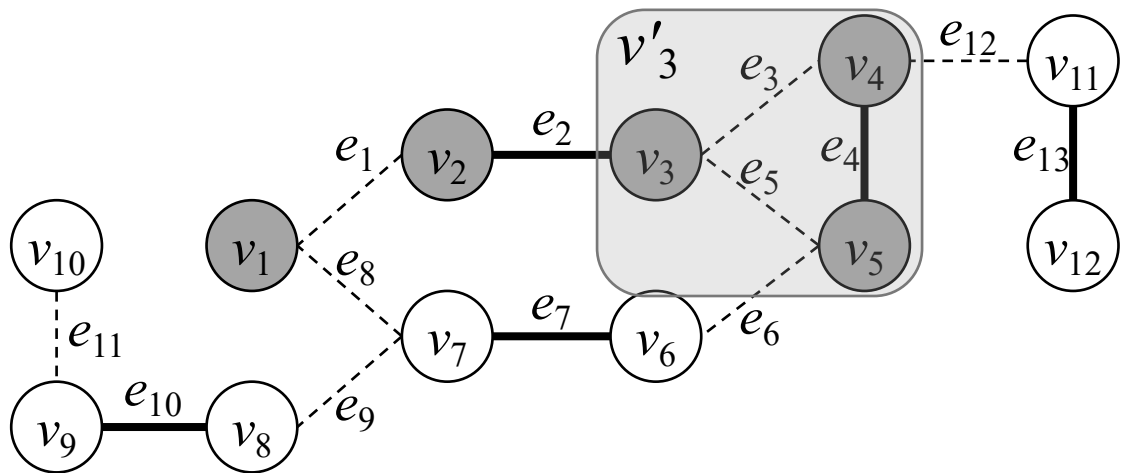 v'₃
e₁₂
v₄
v₁₁
e₃
e₂
e₁
v₂
v₃
e₄
e₁₃
e₅
v₁₀
v₁
e₈
v₅
v₁₂
e₇
e₆
e₁₁
v₇
v₆
e₁₀
e₉
v₉
v₈